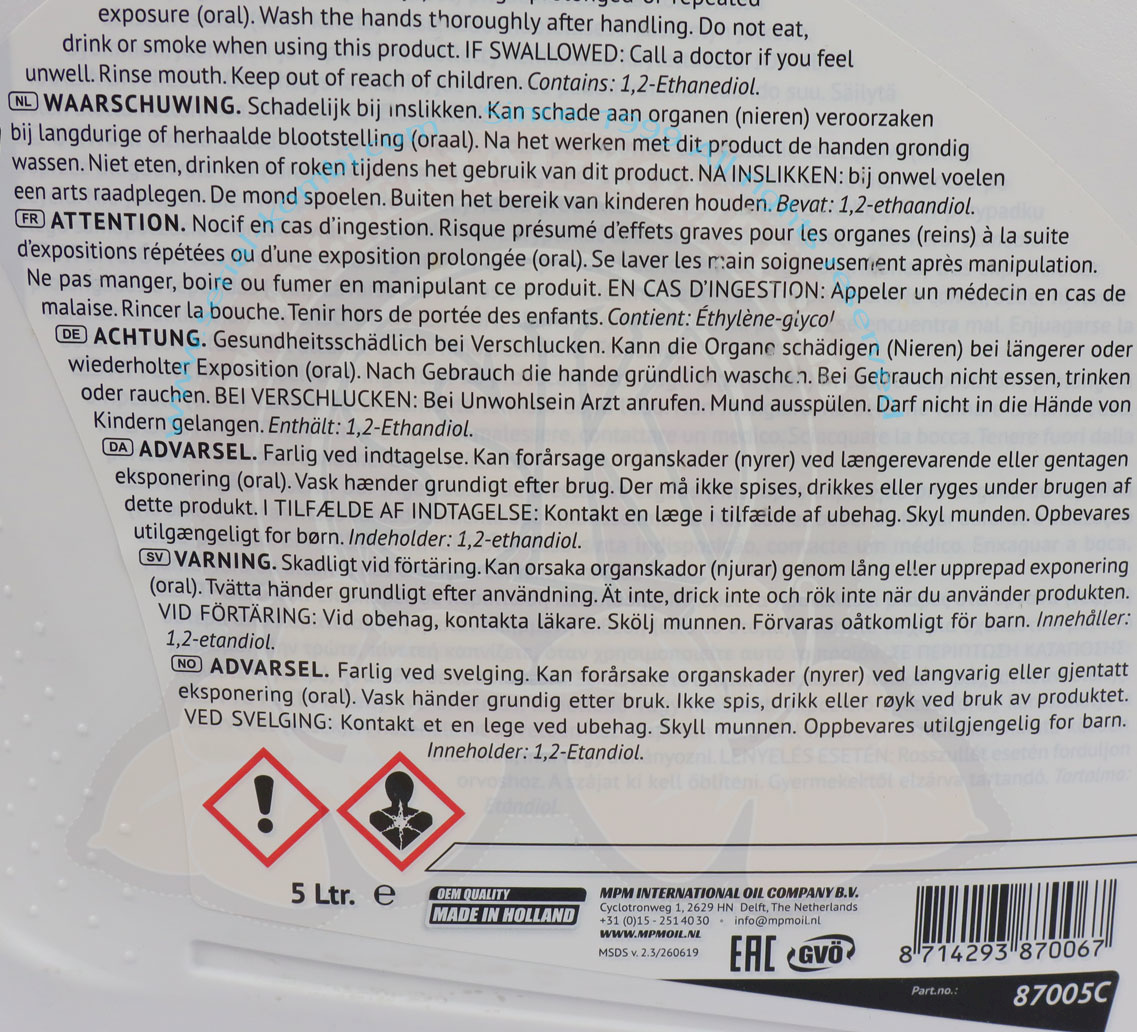 exposure (oral). Wash the hands thoroughly after handling. Do not eat,
drink or smoke when using this product. IF SWALLOWED: Call a doctor if you feel
unwell. Rinse mouth. Keep out of reach of children. Contains: 1,2-Ethanediol.
NL WAARSCHUWING. Schadelijk bij inslikken. Kan schade aan organen (nieren) veroorzaken
bij langdurige of herhaalde blootstelling (oraal). Na het werken met dit product de handen grondig
wassen. Niet eten, drinken of roken tijdens het gebruik van dit product. NA INSLIKKEN: bij onwel voelen
een arts raadplegen. De mond spoelen. Buiten het bereik van kinderen houden. Bevat: 1,2-ethaandiol.
FR ATTENTION. Nocif en cas d'ingestion. Risque présumé d'effets graves pour les organes (reins) à la suite
d'expositions répétées ou d'une exposition prolongée (oral). Se laver les main soigneusement après manipulation.
Ne pas manger, boire ou fumer en manipulant ce produit. EN CAS D'INGESTION: Appeler un médecin en cas de
malaise. Rincer la bouche. Tenir hors de portée des enfants. Contient: Éthylène-glycol
DE ACHTUNG. Gesundheitsschädlich bei Verschlucken. Kann die Organe schädigen (Nieren) bei längerer oder
wiederholter Exposition (oral). Nach Gebrauch die hande gründlich waschen. Bei Gebrauch nicht essen, trinken
oder rauchen. BEI VERSCHLUCKEN: Bei Unwohlsein Arzt anrufen. Mund ausspülen. Darf nicht in die Hände von
Kindern gelangen. Enthält: 1,2-Ethandiol.
DA ADVARSEL. Farlig ved indtagelse. Kan forårsage organskader (nyrer) ved længerevarende eller gentagen
eksponering (oral). Vask hænder grundigt efter brug. Der må ikke spises, drikkes eller ryges under brugen af
dette produkt. I TILFÆLDE AF INDTAGELSE: Kontakt en læge i tilfælde af ubehag. Skyl munden. Opbevares
utilgængeligt for børn. Indeholder: 1,2-ethandiol.
SV VARNING. Skadligt vid förtäring. Kan orsaka organskador (njurar) genom lång eller upprepad exponering
(oral). Tvätta händer grundligt efter användning. Ät inte, drick inte och rök inte när du använder produkten.
VID FÖRTÄRING: Vid obehag, kontakta läkare. Skölj munnen. Förvaras oåtkomligt för barn. Innehåller:
1,2-etandiol.
NO ADVARSEL. Farlig ved svelging. Kan forårsake organskader (nyrer) ved langvarig eller gjentatt
eksponering (oral). Vask händer grundig etter bruk. Ikke spis, drikk eller røyk ved bruk av produktet.
VED SVELGING: Kontakt et en lege ved ubehag. Skyll munnen. Oppbevares utilgjengelig for barn.
Inneholder: 1,2-Etandiol.
5 Ltr. e
OEM QUALITY
MADE IN HOLLAND
MPM INTERNATIONAL OIL COMPANY B.V.
Cyclotronweg 1, 2629 HN Delft, The Netherlands
+31 (0)15 - 251 40 30 • info@mpmoil.nl
WWW.MPMOIL.NL
MSDS v. 2.3/260619
EAC GVÖ
8 714293 870067
Part.no.: 87005C